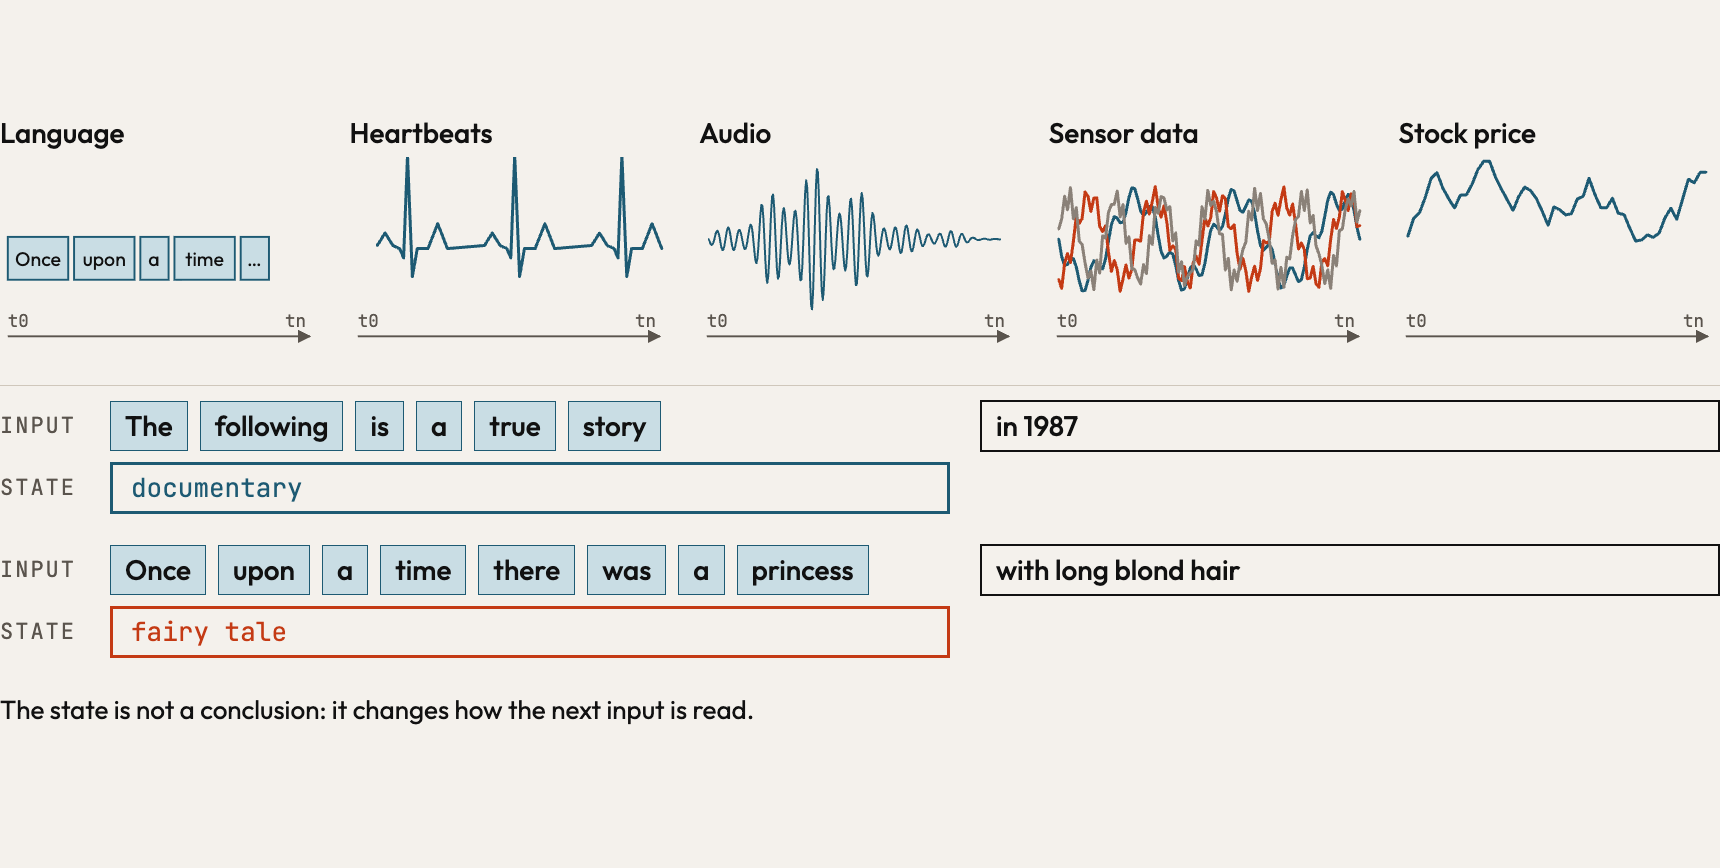 Language
Heartbeats
Audio
Sensor data
Stock price
Once upon a time ...
t0 tn
t0 tn
t0 tn
t0 tn
t0 tn
INPUT The following is a true story in 1987
STATE documentary
INPUT Once upon a time there was a princess with long blond hair
STATE fairy tale
The state is not a conclusion: it changes how the next input is read.